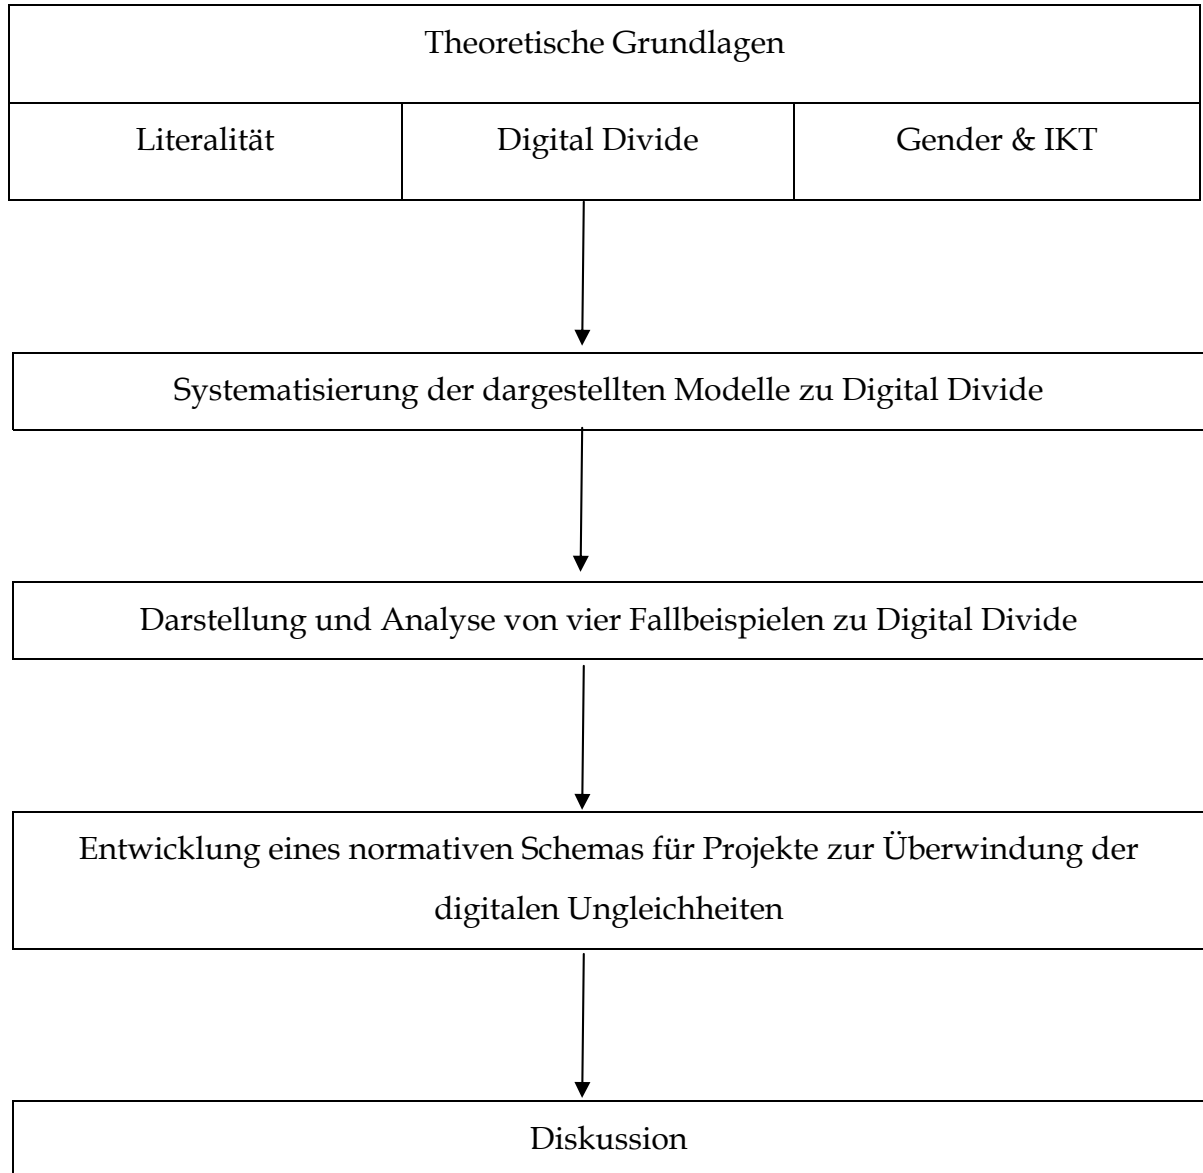 Theoretische Grundlagen
Literalität
Digital Divide
Gender & IKT
Systematisierung der dargestellten Modelle zu Digital Divide
Darstellung und Analyse von vier Fallbeispielen zu Digital Divide
Entwicklung eines normativen Schemas für Projekte zur Überwindung der
digitalen Ungleichheiten
Diskussion